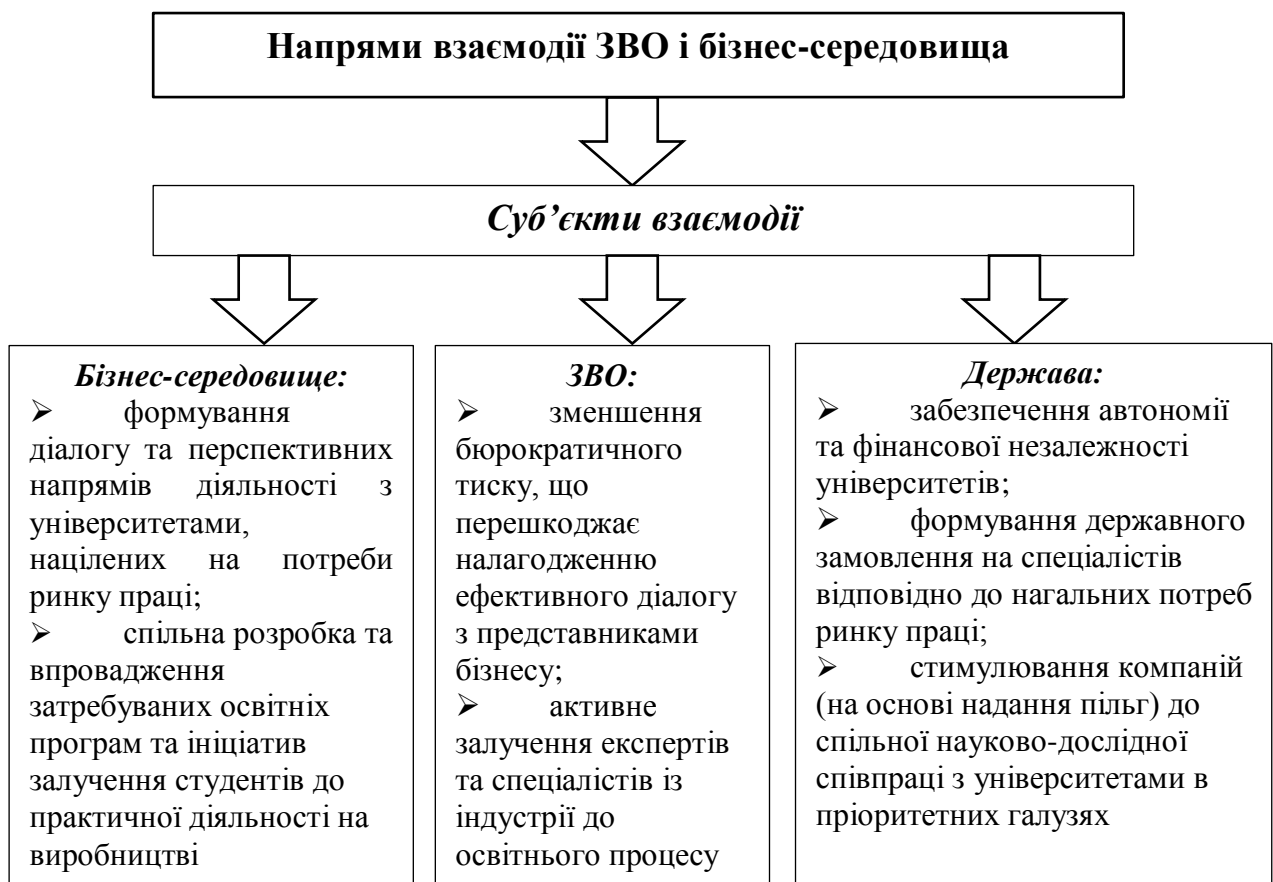 Напрями взаємодії ЗВО і бізнес-середовища
Суб’єкти взаємодії
Бізнес-середовище:
➢ формування
діалогу та перспективних
напрямів діяльності з
університетами,
націлених на потреби
ринку праці;
➢ спільна розробка та
впровадження
затребуваних освітніх
програм та ініціатив
залучення студентів до
практичної діяльності на
виробництві
ЗВО:
➢ зменшення
бюрократичного
тиску, що
перешкоджає
налагодженню
ефективного діалогу
з представниками
бізнесу;
➢ активне
залучення експертів
та спеціалістів із
індустрії до
освітнього процесу
Держава:
➢ забезпечення автономії
та фінансової незалежності
університетів;
➢ формування державного
замовлення на спеціалістів
відповідно до нагальних потреб
ринку праці;
➢ стимулювання компаній
(на основі надання пільг) до
спільної науково-дослідної
співпраці з університетами в
пріоритетних галузях